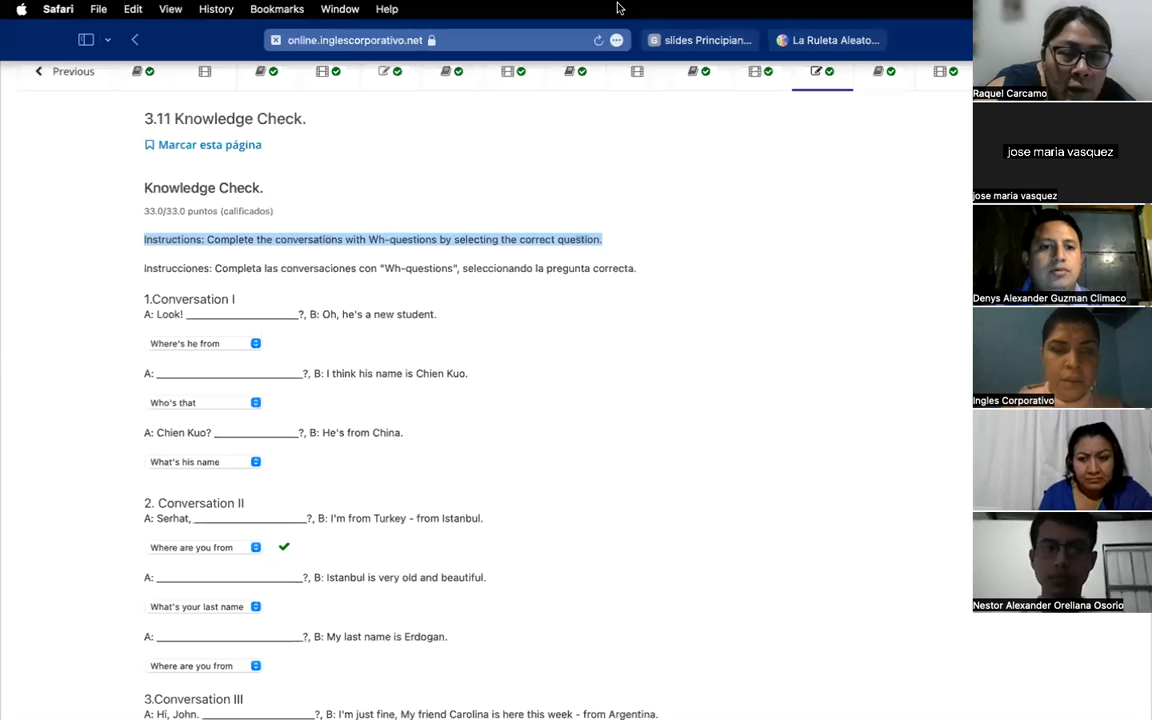 Safari File Edit View History Bookmarks Window Help
online.inglescorporativo.net
slides Principian...
La Ruleta Aleato...
Previous
3.11 Knowledge Check.
Marcar esta página
Knowledge Check.
33.0/33.0 puntos (calificados)
Instructions: Complete the conversations with Wh-questions by selecting the correct question.
Instrucciones: Completa las conversaciones con "Wh-questions", seleccionando la pregunta correcta.
1.Conversation I
A: Look! ______________________?, B: Oh, he's a new student.
Where's he from
A: _____________________________?, B: I think his name is Chien Kuo.
Who's that
A: Chien Kuo? ________________?, B: He's from China.
What's his name
2. Conversation II
A: Serhat, ______________________?, B: I'm from Turkey - from Istanbul.
Where are you from
A: _____________________________?, B: Istanbul is very old and beautiful.
What's your last name
A: _____________________________?, B: My last name is Erdogan.
Where are you from
3.Conversation III
A: Hi, John. ______________________?, B: I'm just fine, My friend Carolina is here this week - from Argentina.
Raquel Carcamo
jose maria vasquez
jose maria vasquez
Denys Alexander Guzman Climaco
Ingles Corporativo
Nestor Alexander Orellana Osorio